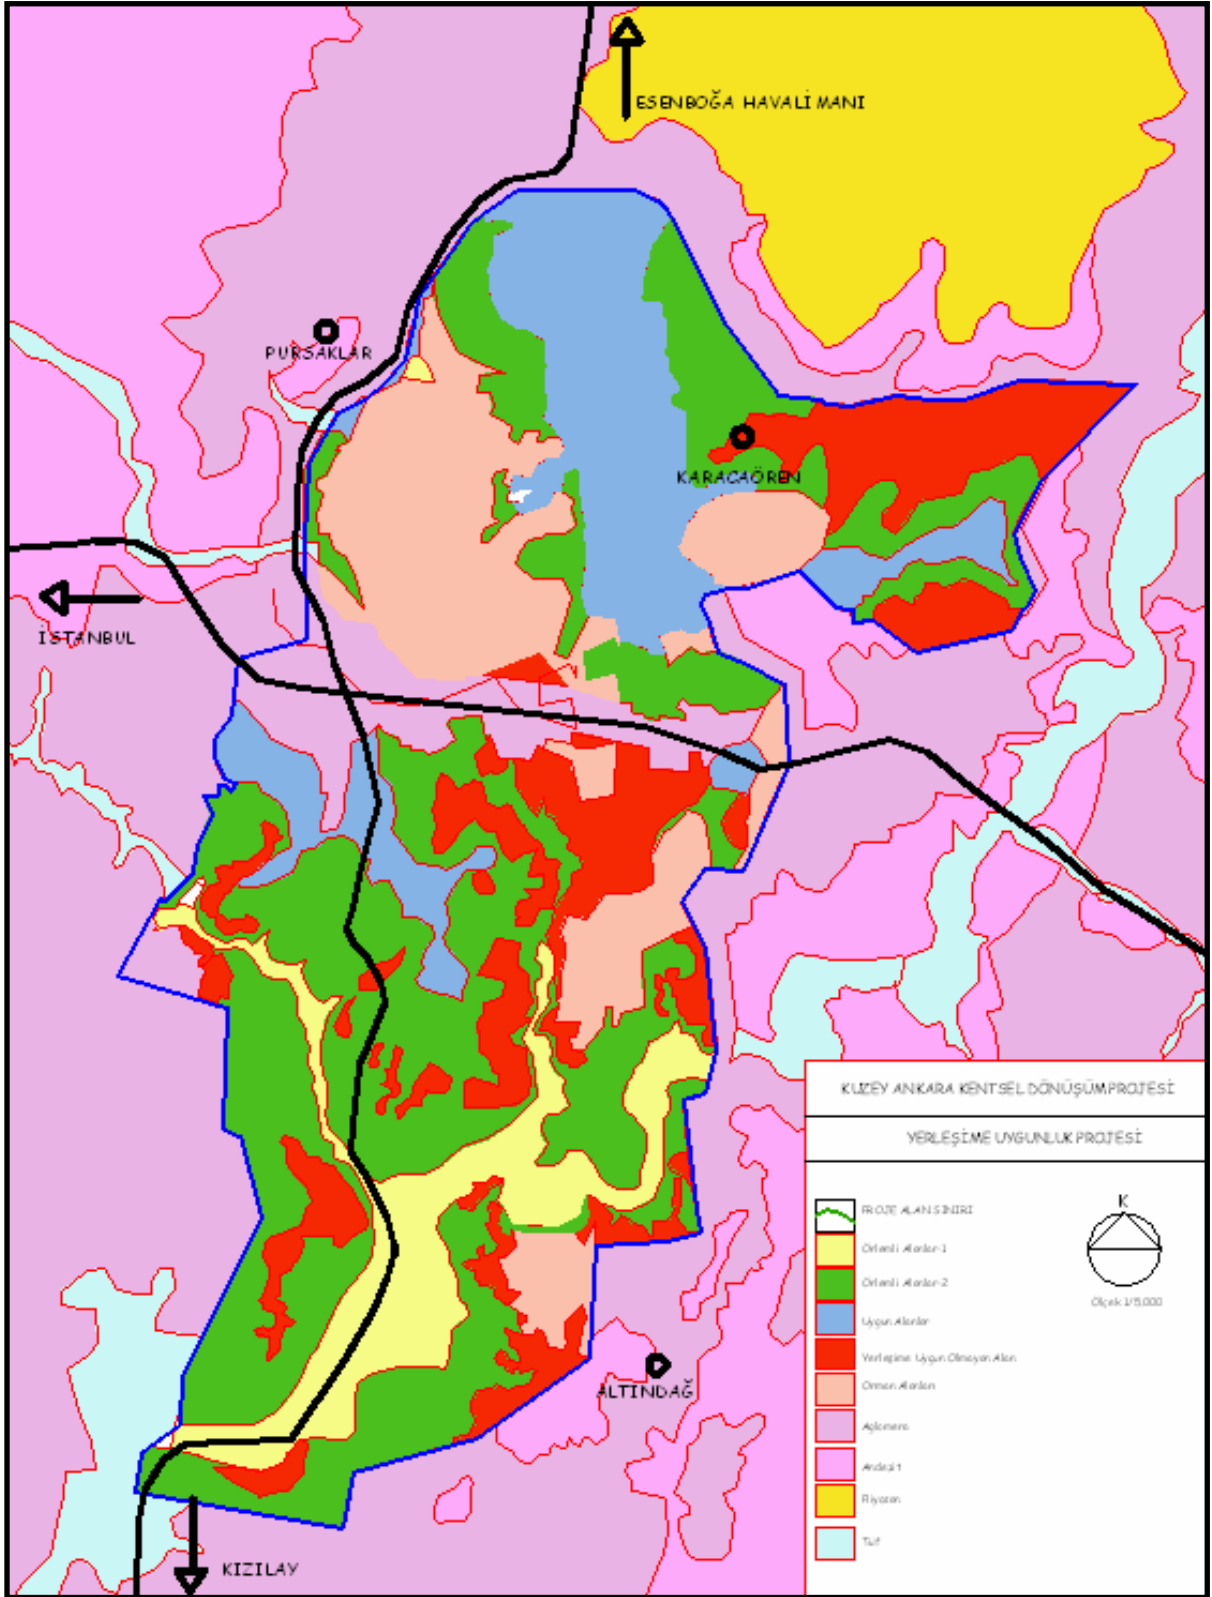 ESENBOĞA HAVALİMANI
PURSAKLAR
KARACAÖREN
İSTANBUL
KUZEY ANKARA KENTSEL DÖNÜŞÜM PROJESİ
YERLEŞİME UYGUNLUK PROJESİ
K
PROJE ALAN SINIRI
Önlemli Alanlar-1
Önlemli Alanlar-2
Ölçek 1/5.000
Uygun Alanlar
Yerleşime Uygun Olmayan Alan
Orman Alanları
ALTINDAĞ
Aglomera
Andezit
Riyosen
Tüf
KIZILAY